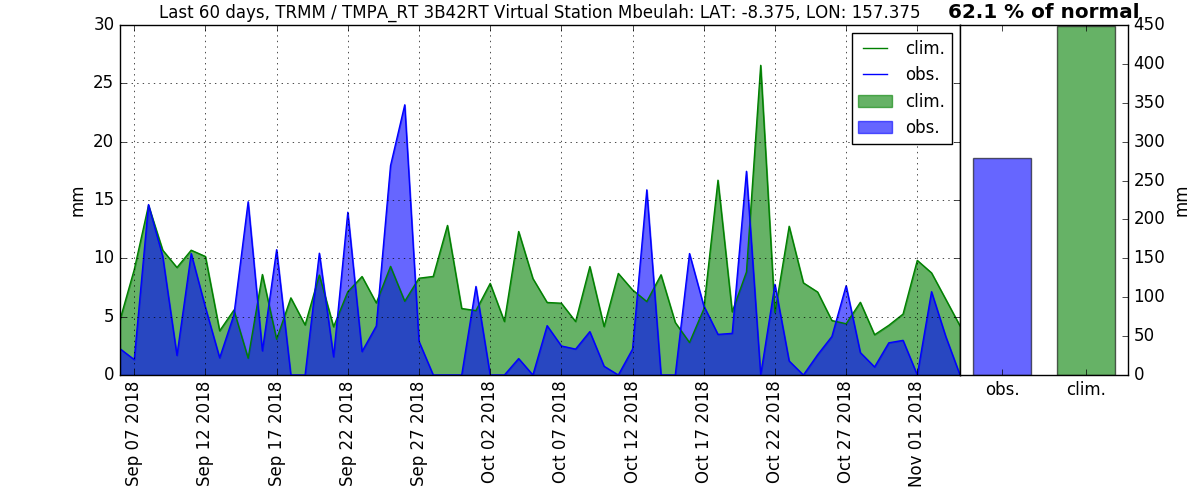 Last 60 days, TRMM / TMPA_RT 3B42RT Virtual Station Mbeulah: LAT: -8.375, LON: 157.375
62.1 % of normal
30
25
20
15
10
5
0
mm
clim.
obs.
clim.
obs.
450
400
350
300
250
200
150
100
50
0
mm
Sep 07 2018
Sep 12 2018
Sep 17 2018
Sep 22 2018
Sep 27 2018
Oct 02 2018
Oct 07 2018
Oct 12 2018
Oct 17 2018
Oct 22 2018
Oct 27 2018
Nov 01 2018
obs.
clim.